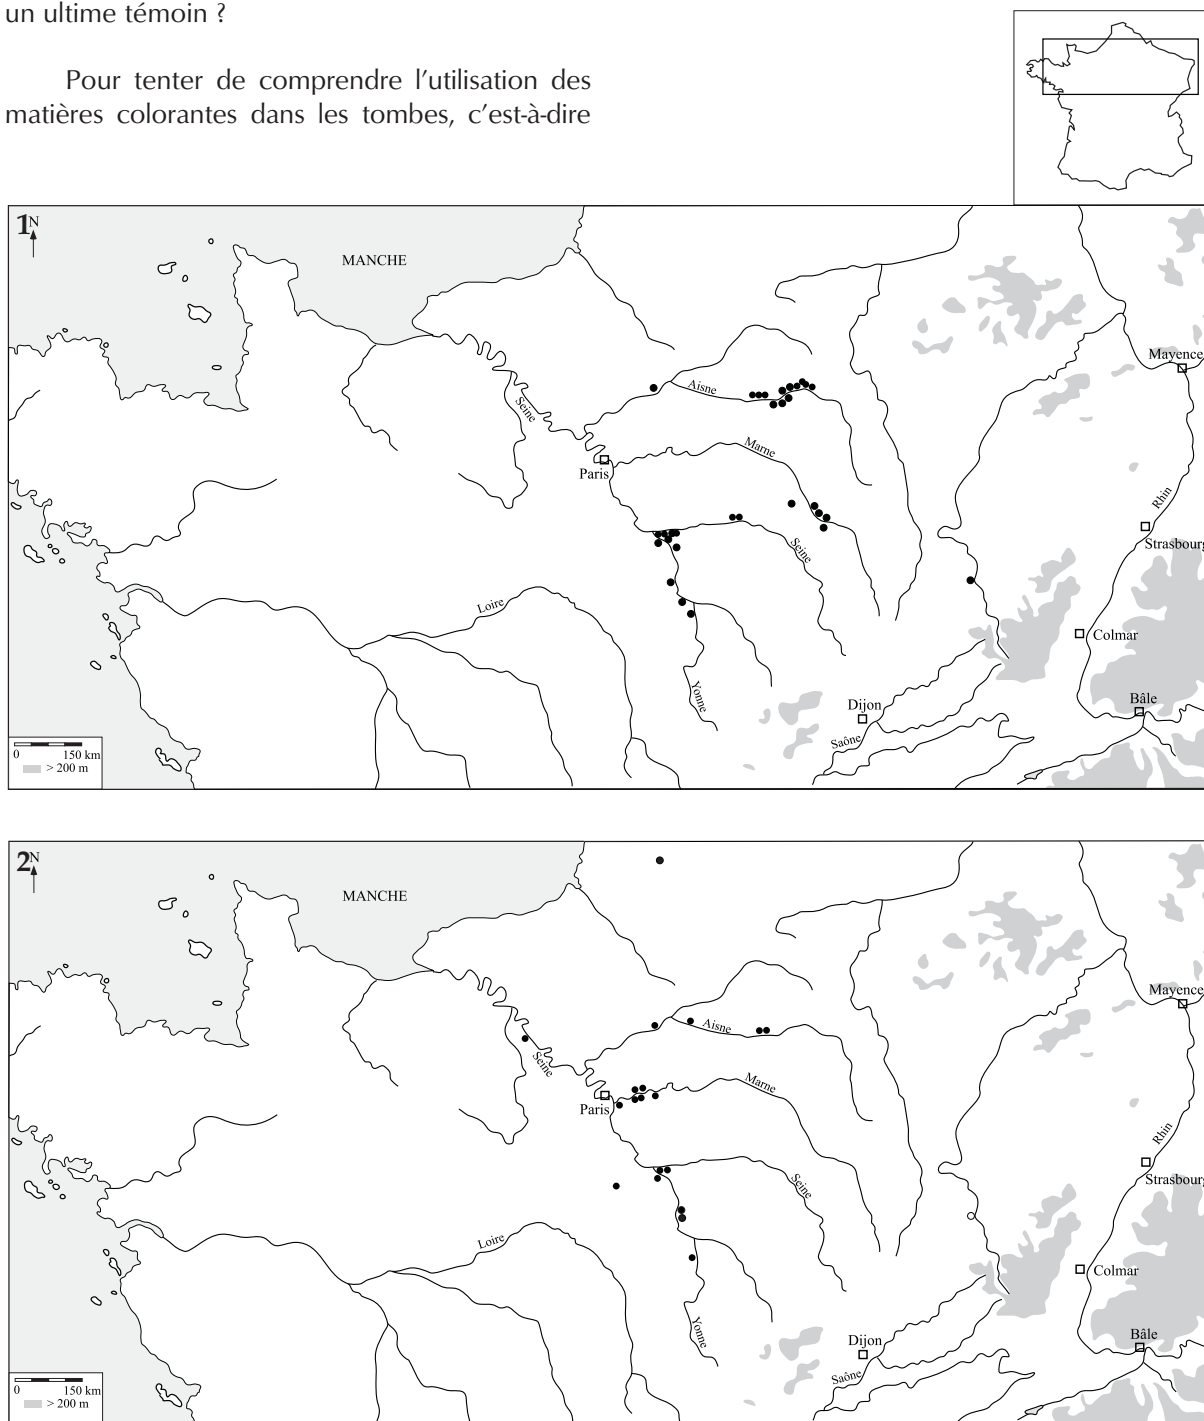 un ultime témoin ?
Pour tenter de comprendre l'utilisation des
matières colorantes dans les tombes, c'est-à-dire
1
N
MANCHE
Mayence
Aisne
Seine
Marne
Paris
Rhin
Strasbourg
Seine
Loire
Colmar
Yonne
Bâle
Dijon
Saône
0 150 km
> 200 m
2
N
MANCHE
Mayence
Aisne
Seine
Marne
Paris
Rhin
Strasbourg
Seine
Loire
Colmar
Yonne
Bâle
Dijon
Saône
0 150 km
> 200 m